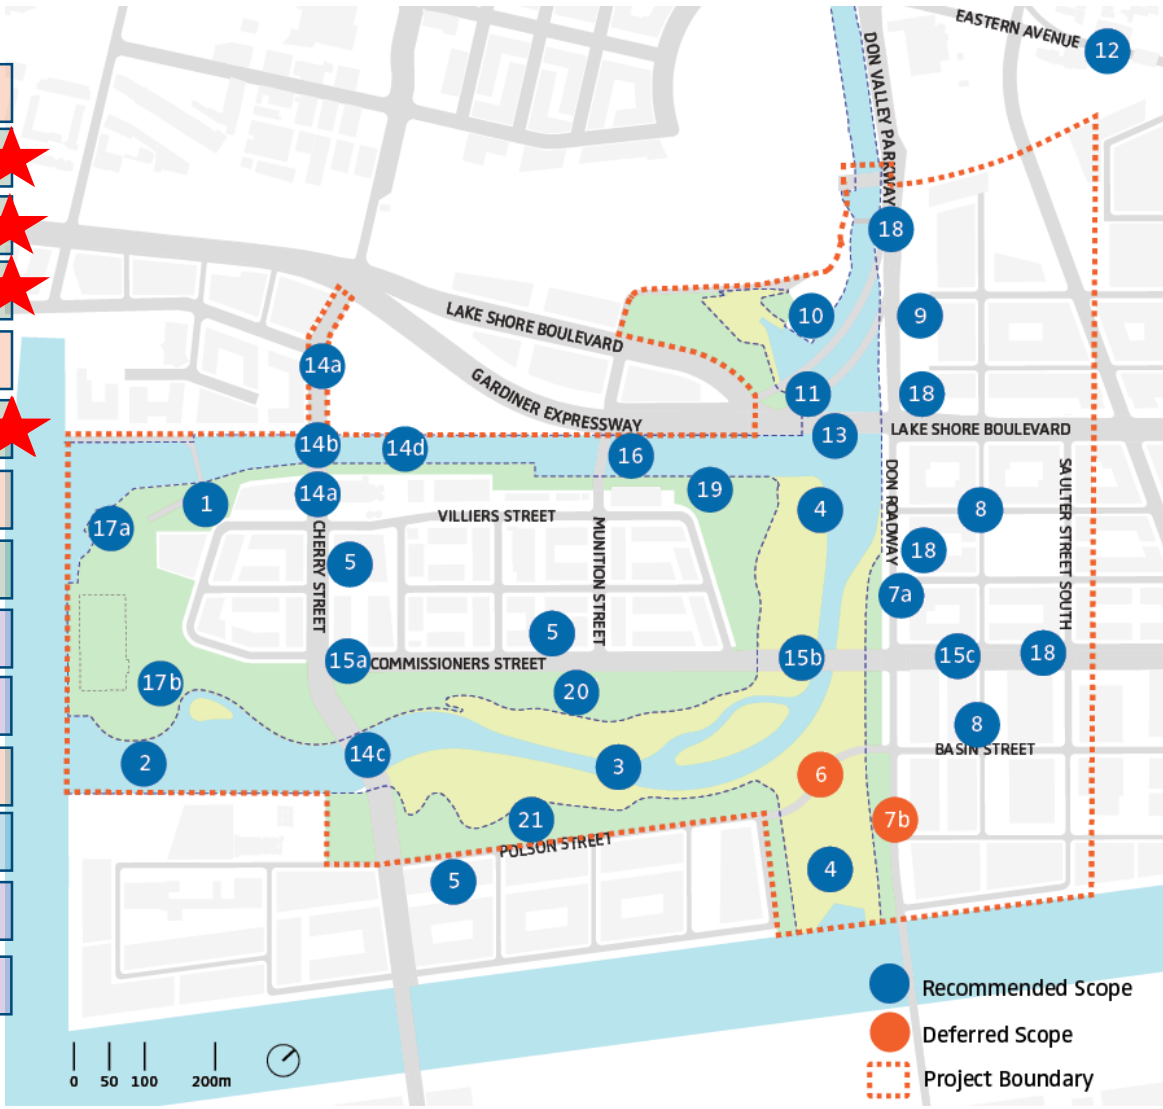 EASTERN AVENUE
12
DON VALLEY PARKWAY
18
10
9
LAKE SHORE BOULEVARD
14a
GARDINER EXPRESSWAY
11
18
LAKE SHORE BOULEVARD
13
14b
14d
16
14a
19
1
17a
VILLIERS STREET
4
8
CHERRY STREET
MUNITION STREET
DON ROADWAY
SAULTER STREET SOUTH
5
18
7a
5
15a
COMMISSIONERS STREET
15b
15c
18
17b
20
8
BASIN STREET
14c
2
3
6
21
7b
POLSON STREET
5
4
Recommended Scope
Deferred Scope
Project Boundary
0 50 100 200m